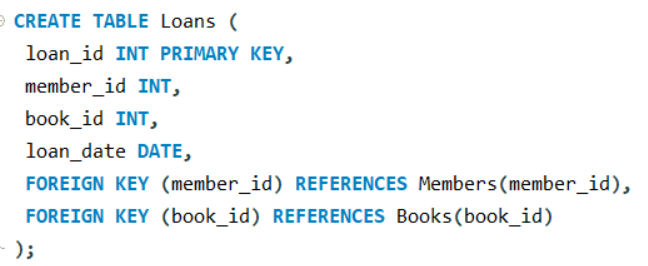 CREATE TABLE Loans (
loan_id INT PRIMARY KEY,
member_id INT,
book_id INT,
loan_date DATE,
FOREIGN KEY (member_id) REFERENCES Members(member_id),
FOREIGN KEY (book_id) REFERENCES Books(book_id)
);